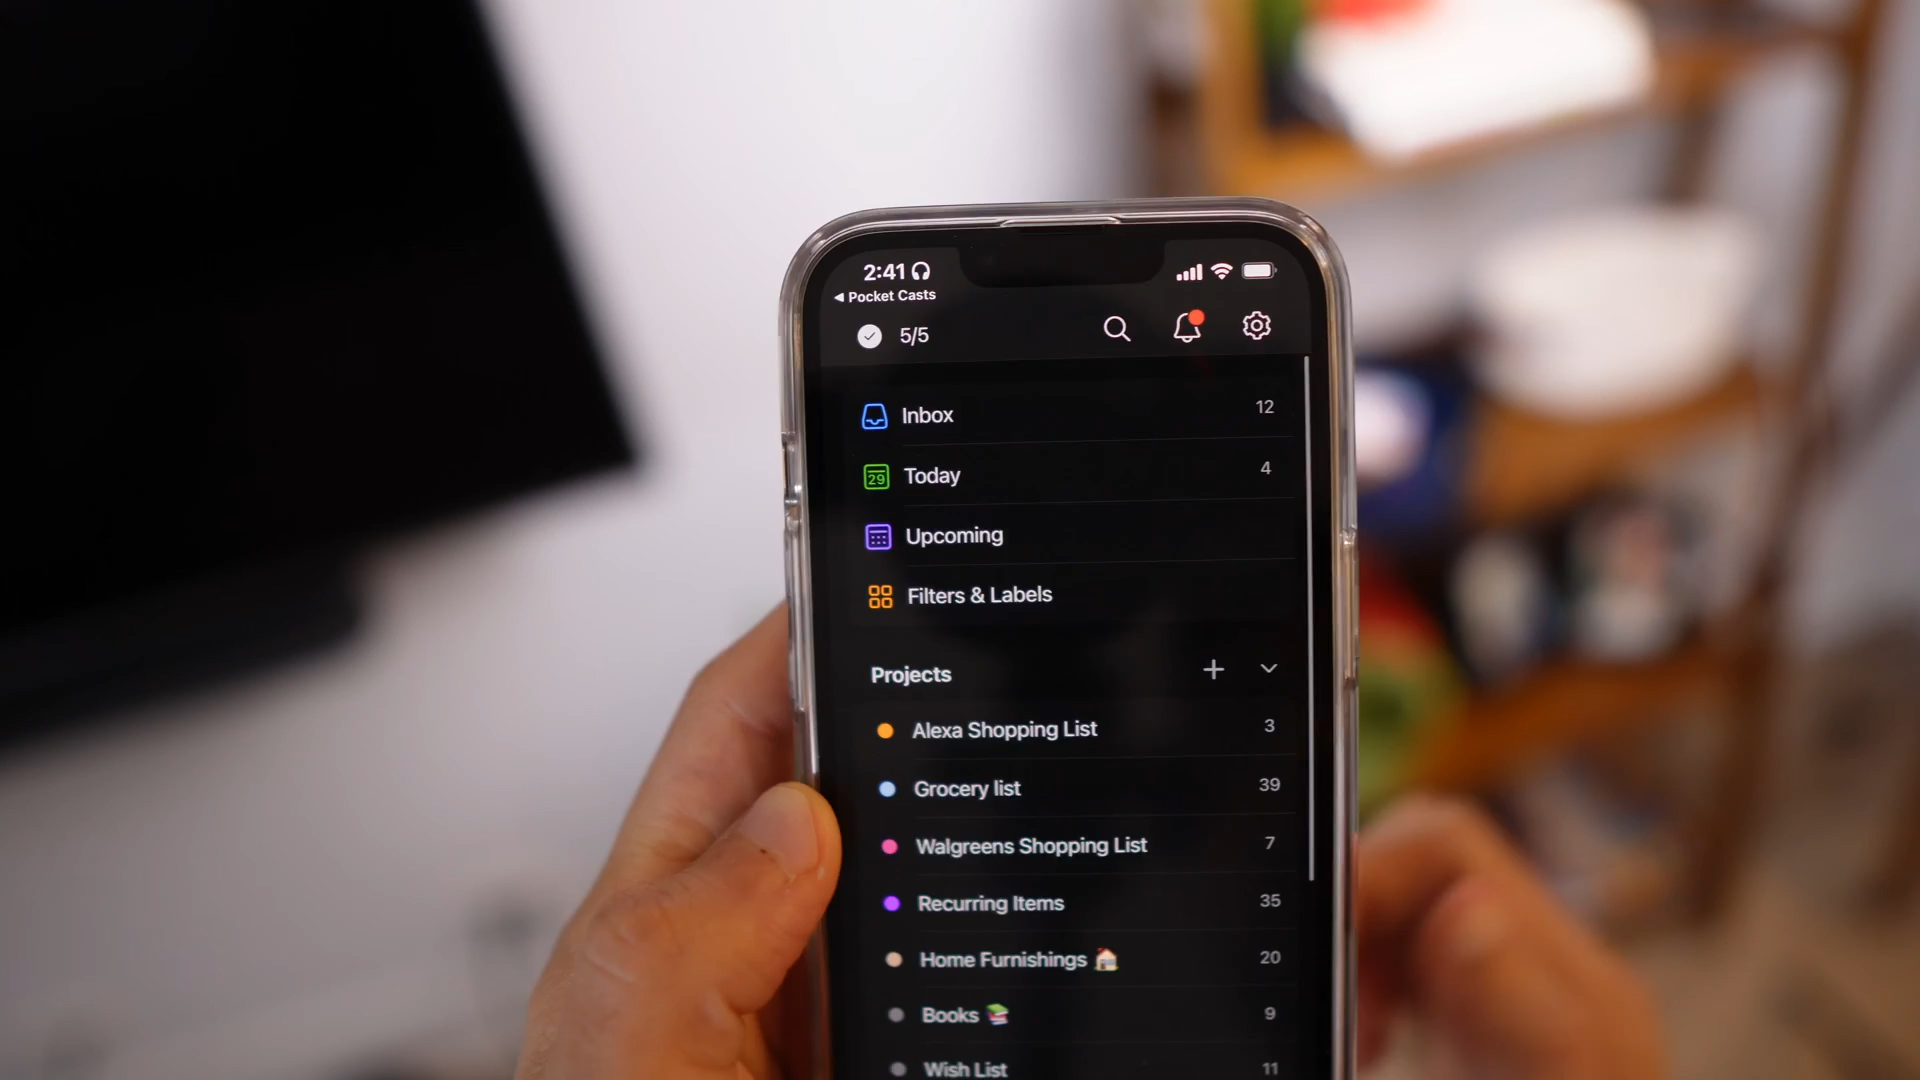 2:41
◀ Pocket Casts
5/5
Inbox 12
29 Today 4
Upcoming
Filters & Labels
Projects
Alexa Shopping List 3
Grocery list 39
Walgreens Shopping List 7
Recurring Items 35
Home Furnishings 🏠 20
Books 📚 9
Wish List 11